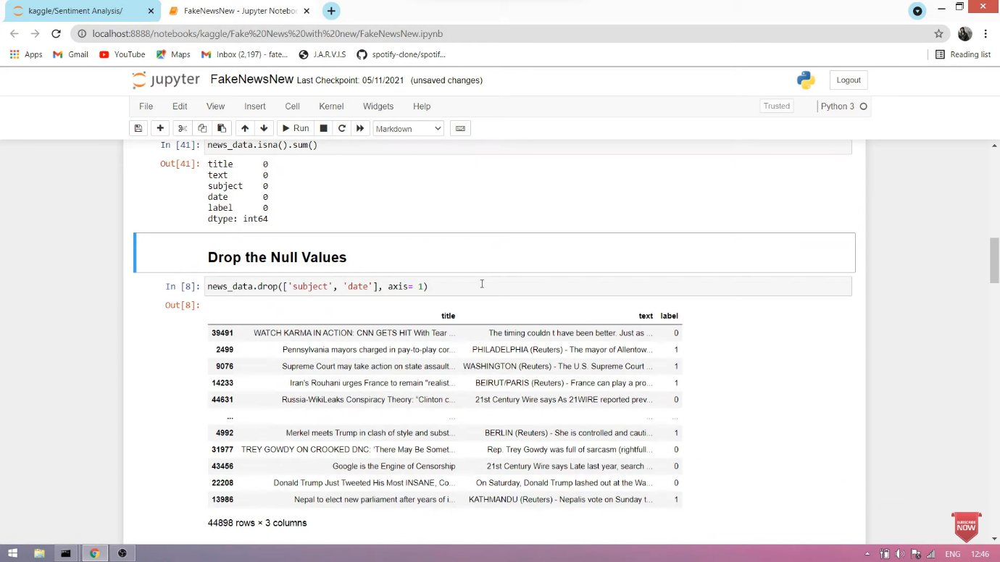 kaggle/Sentiment Analysis/
FakeNewsNew - Jupyter Noteboo
localhost:8888/notebooks/kaggle/Fake%20News%20with%20new/FakeNewsNew.ipynb
Apps Gmail YouTube Maps Inbox (2,197) - fate... J.A.R.V.I.S spotify-clone/spotif... Reading list
jupyter FakeNewsNew Last Checkpoint: 05/11/2021 (unsaved changes) Logout
File Edit View Insert Cell Kernel Widgets Help Trusted Python 3
Run Markdown
In [41]: news_data.isna().sum()
Out[41]: title 0
text 0
subject 0
date 0
label 0
dtype: int64
Drop the Null Values
In [8]: news_data.drop(['subject', 'date'], axis= 1)
Out[8]:
title text label
39491 WATCH KARMA IN ACTION: CNN GETS HIT With Tear ... The timing couldn t have been better. Just as ... 0
2499 Pennsylvania mayors charged in pay-to-play cor... PHILADELPHIA (Reuters) - The mayor of Allentow... 1
9076 Supreme Court may take action on state assault... WASHINGTON (Reuters) - The U.S. Supreme Court ... 1
14233 Iran's Rouhani urges France to remain "realist... BEIRUT/PARIS (Reuters) - France can play a pro... 1
44631 Russia-WikiLeaks Conspiracy Theory: “Clinton c... 21st Century Wire says As 21WIRE reported prev... 0
... ... ... ...
4992 Merkel meets Trump in clash of style and subst... BERLIN (Reuters) - She is controlled and cauti... 1
31977 TREY GOWDY ON CROOKED DNC: ‘There May Be Somet... Rep. Trey Gowdy was full of sarcasm (rightfull... 0
43456 Google is the Engine of Censorship 21st Century Wire says Late last year, search ... 0
22208 Donald Trump Just Tweeted His Most INSANE, Co... On Saturday, Donald Trump lashed out at the Wa... 0
13986 Nepal to elect new parliament after years of i... KATHMANDU (Reuters) - Nepalis vote on Sunday t... 1
44898 rows × 3 columns
SUBSCRIBE
NOW
ENG 12:46